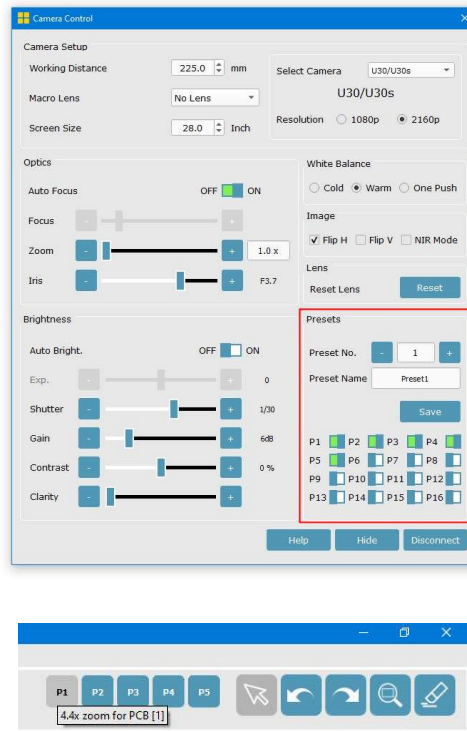 Camera Control
Camera Setup
Working Distance 225.0 mm
Select Camera U30/U30s
U30/U30s
Macro Lens No Lens
Resolution 1080p 2160p
Screen Size 28.0 Inch
Optics
White Balance
Auto Focus OFF ON
Cold Warm One Push
Focus - +
Image
Flip H Flip V NIR Mode
Zoom - + 1.0 x
Lens
Iris - + F3.7
Reset Lens Reset
Brightness
Presets
Auto Bright. OFF ON
Preset No. - 1 +
Exp. - + 0
Preset Name Preset1
Shutter - + 1/30
Save
Gain - + 6dB
P1 P2 P3 P4
Contrast - + 0 %
P5 P6 P7 P8
P9 P10 P11 P12
Clarity - +
P13 P14 P15 P16
Help Hide Disconnect
P1 P2 P3 P4 P5
4.4x zoom for PCB [1]